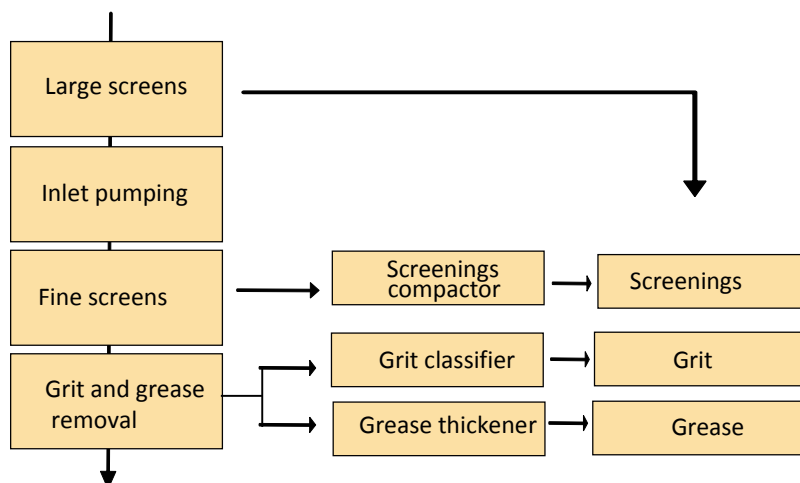 Large screens
Inlet pumping
Fine screens
Screenings
compactor
Screenings
Grit and grease
removal
Grit classifier
Grit
Grease thickener
Grease